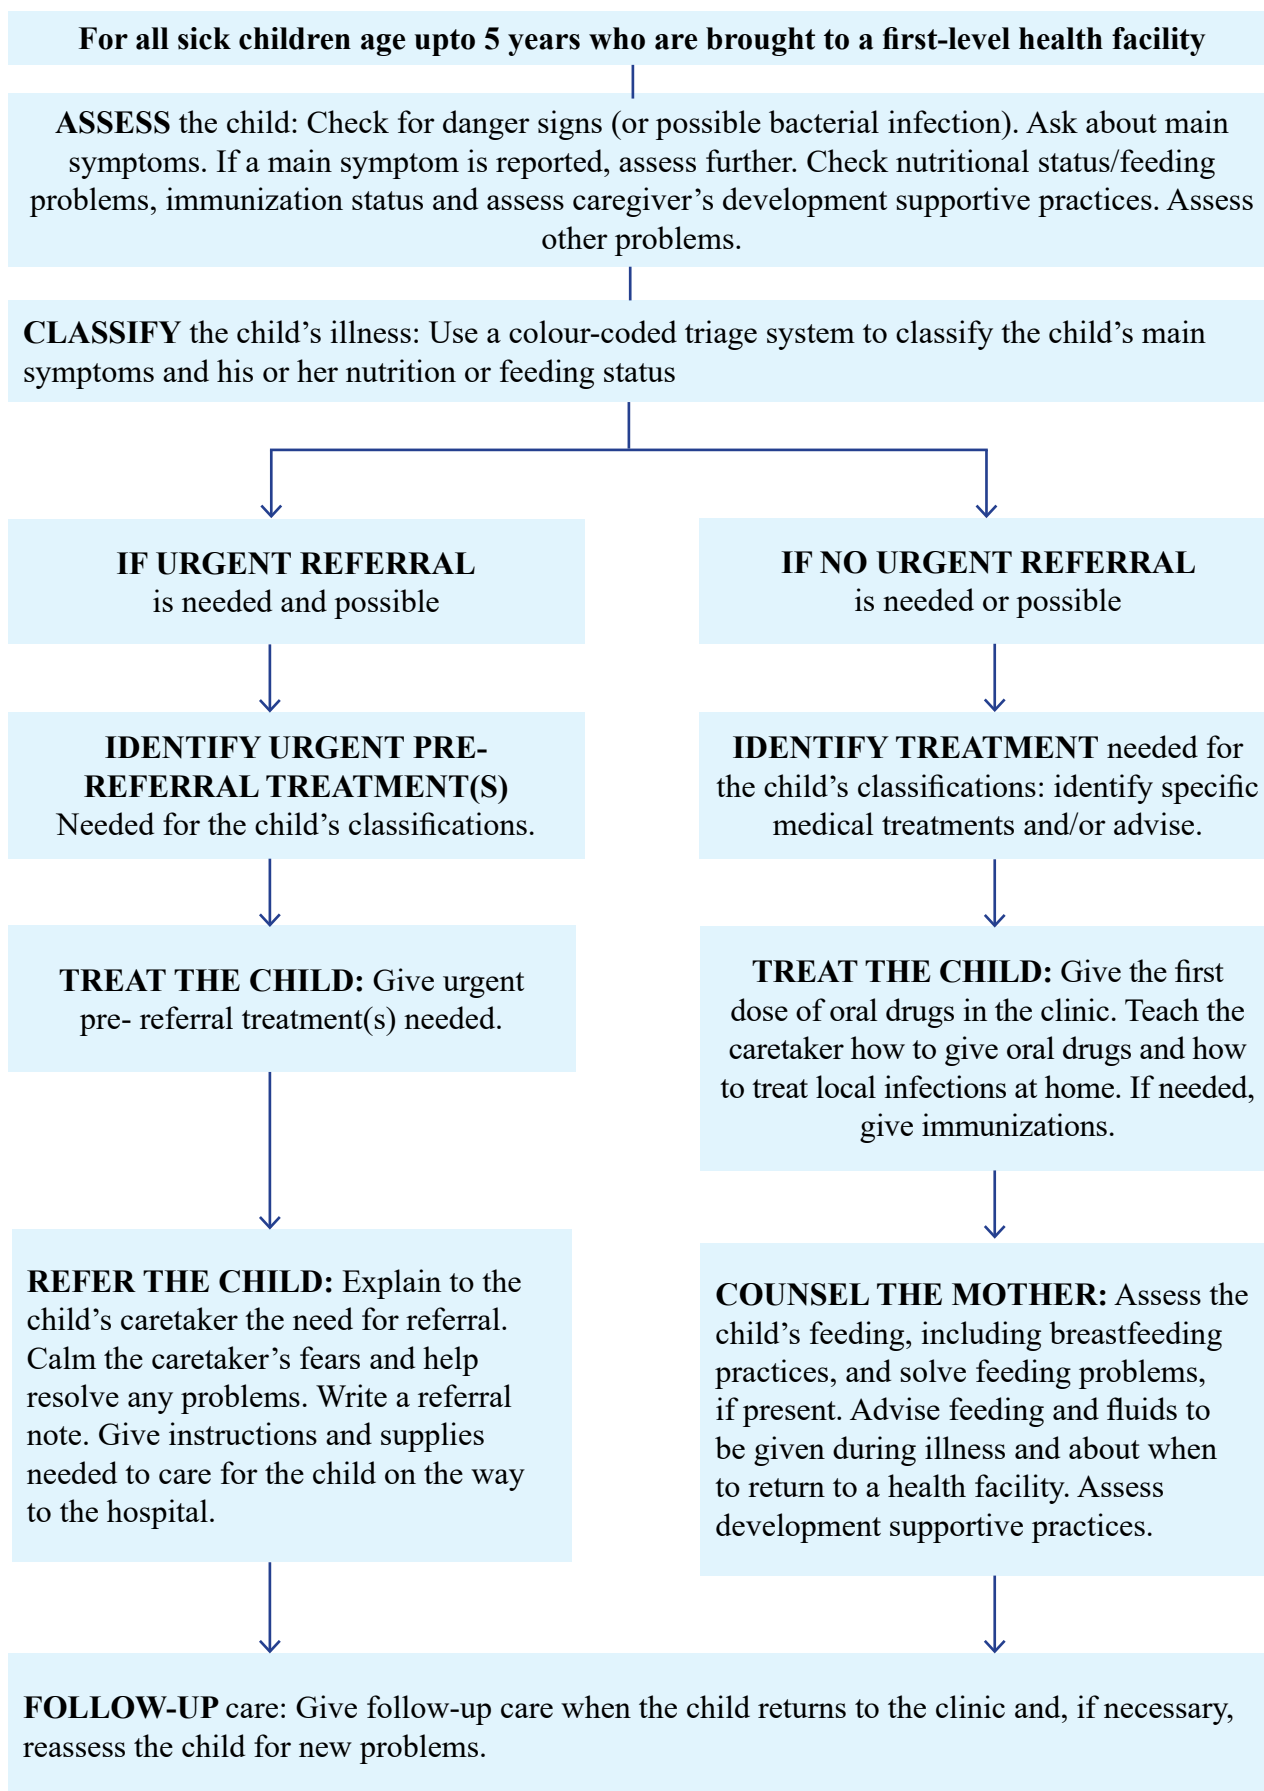 For all sick children age upto 5 years who are brought to a first-level health facility
ASSESS the child: Check for danger signs (or possible bacterial infection). Ask about main
symptoms. If a main symptom is reported, assess further. Check nutritional status/feeding
problems, immunization status and assess caregiver’s development supportive practices. Assess
other problems.
CLASSIFY the child’s illness: Use a colour-coded triage system to classify the child’s main
symptoms and his or her nutrition or feeding status
IF URGENT REFERRAL
is needed and possible
IDENTIFY URGENT PRE-
REFERRAL TREATMENT(S)
Needed for the child’s classifications.
TREAT THE CHILD: Give urgent
pre- referral treatment(s) needed.
REFER THE CHILD: Explain to the
child’s caretaker the need for referral.
Calm the caretaker’s fears and help
resolve any problems. Write a referral
note. Give instructions and supplies
needed to care for the child on the way
to the hospital.
IF NO URGENT REFERRAL
is needed or possible
IDENTIFY TREATMENT needed for
the child’s classifications: identify specific
medical treatments and/or advise.
TREAT THE CHILD: Give the first
dose of oral drugs in the clinic. Teach the
caretaker how to give oral drugs and how
to treat local infections at home. If needed,
give immunizations.
COUNSEL THE MOTHER: Assess the
child’s feeding, including breastfeeding
practices, and solve feeding problems,
if present. Advise feeding and fluids to
be given during illness and about when
to return to a health facility. Assess
development supportive practices.
FOLLOW-UP care: Give follow-up care when the child returns to the clinic and, if necessary,
reassess the child for new problems.